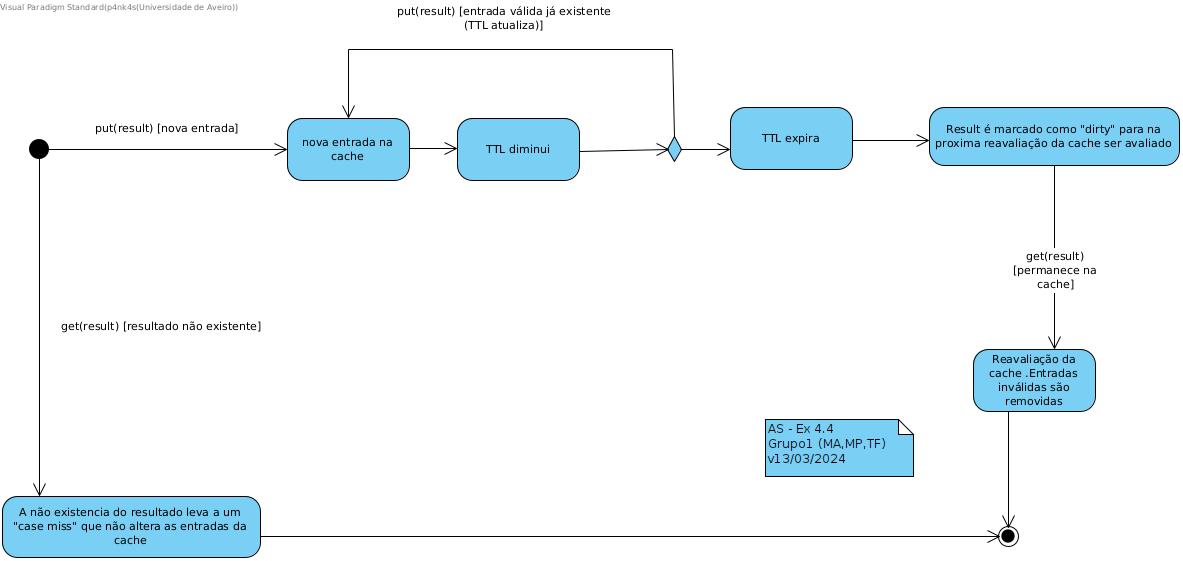 Visual Paradigm Standard(p4nk4s(Universidade de Aveiro))
put(result) [entrada válida já existente
(TTL atualiza)]
put(result) [nova entrada]
nova entrada na
cache
TTL diminui
TTL expira
Result é marcado como "dirty" para na
proxima reavaliação da cache ser avaliado
get(result)
[permanece na
cache]
get(result) [resultado não existente]
Reavaliação da
cache .Entradas
inválidas são
removidas
AS - Ex 4.4
Grupo1 (MA,MP,TF)
v13/03/2024
A não existencia do resultado leva a um
"case miss" que não altera as entradas da
cache